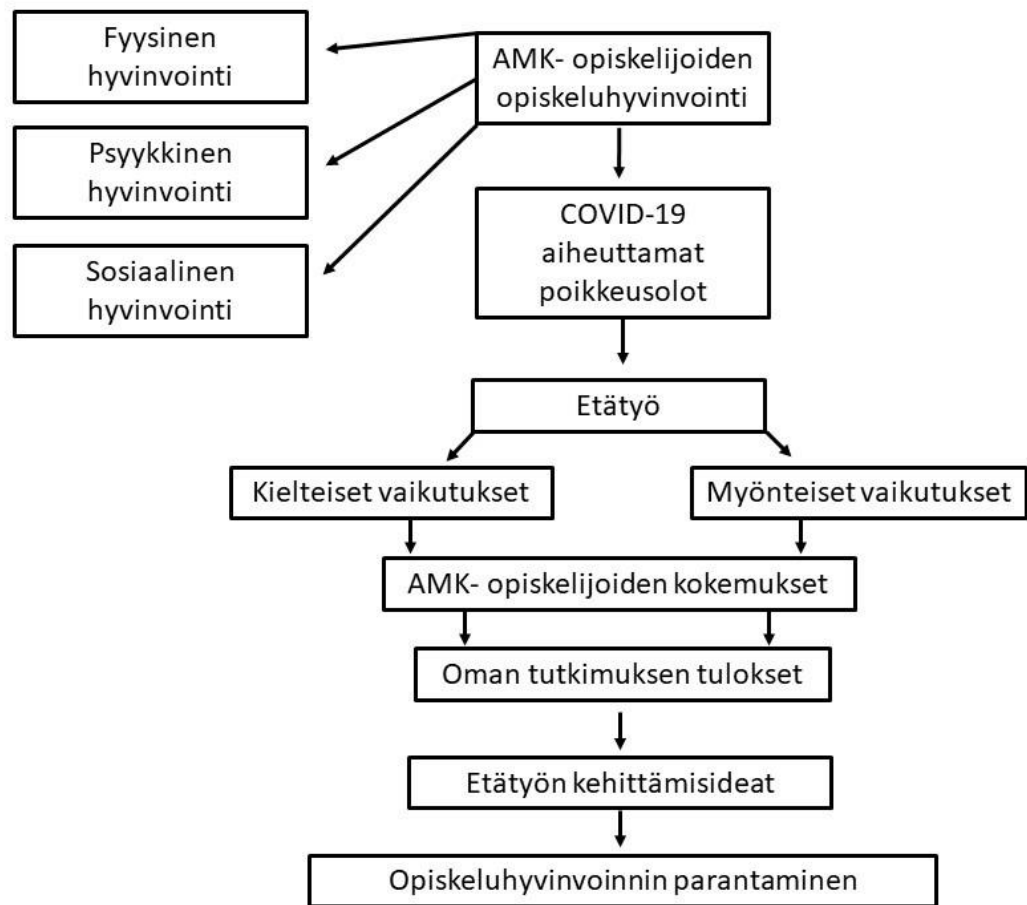 Fyysinen
hyvinvointi
AMK- opiskelijoiden
opiskeluhyvinvointi
Psyykkinen
hyvinvointi
Sosiaalinen
hyvinvointi
COVID-19
aiheuttamat
poikkeusolot
Etätyö
Kielteiset vaikutukset
Myönteiset vaikutukset
AMK- opiskelijoiden kokemukset
Oman tutkimuksen tulokset
Etätyön kehittämisideat
Opiskeluhyvinvoinnin parantaminen